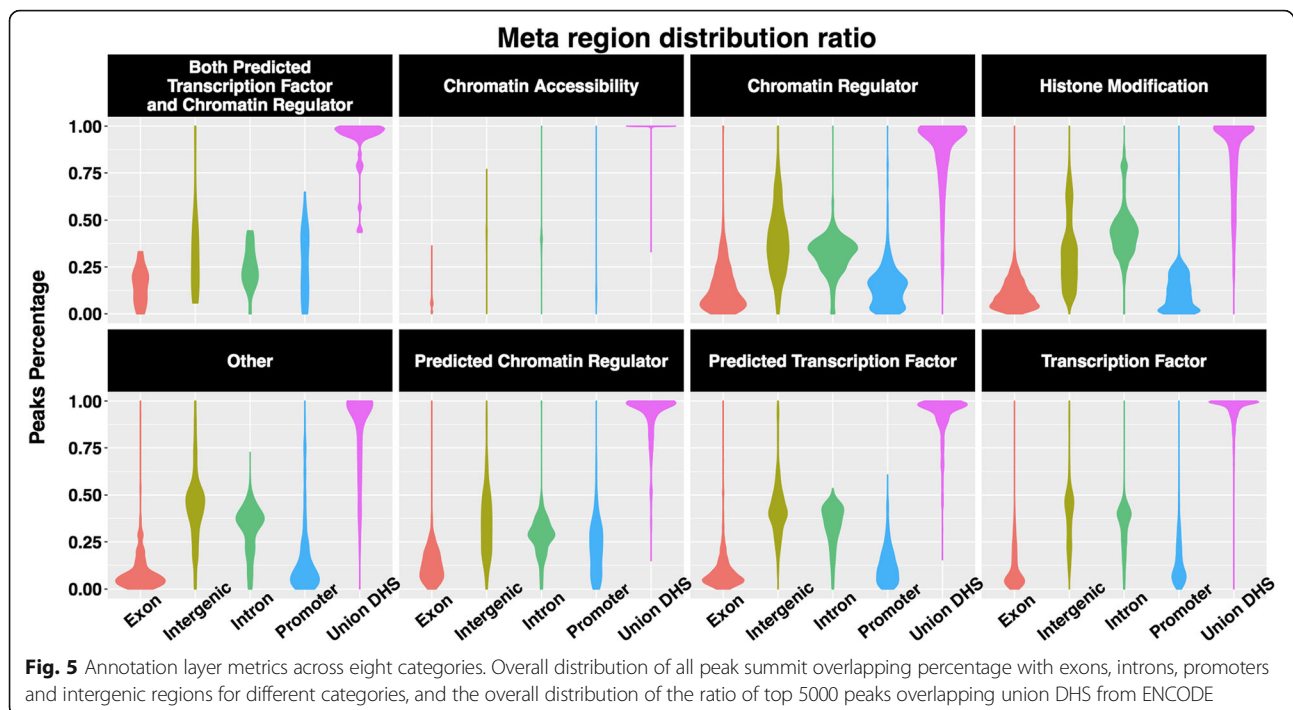 Meta region distribution ratio
Both Predicted
Transcription Factor
and Chromatin Regulator
Chromatin Accessibility
Chromatin Regulator
Histone Modification
1.00
0.75
0.50
0.25
0.00
Other
Predicted Chromatin Regulator
Predicted Transcription Factor
Transcription Factor
1.00
0.75
0.50
0.25
0.00
Peaks Percentage
Exon Intergenic Intron Promoter Union DHS
Exon Intergenic Intron Promoter Union DHS
Exon Intergenic Intron Promoter Union DHS
Exon Intergenic Intron Promoter Union DHS
Fig. 5 Annotation layer metrics across eight categories. Overall distribution of all peak summit overlapping percentage with exons, introns, promoters
and intergenic regions for different categories, and the overall distribution of the ratio of top 5000 peaks overlapping union DHS from ENCODE